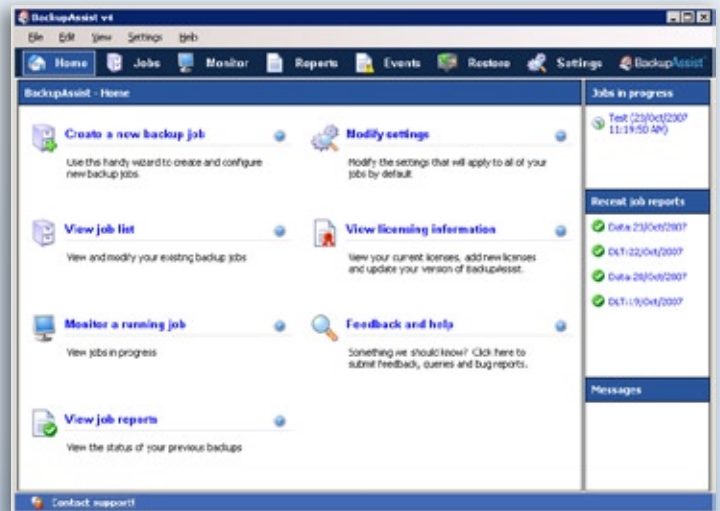 BackupAssist v4
File Edit View Settings Help
Home Jobs Monitor Reports Events Restore Settings BackupAssist
BackupAssist - Home
Jobs in progress
Create a new backup job
Use this handy wizard to create and configure
new backup jobs.
Modify settings
Modify the settings that will apply to all of your
jobs by default
Test (23/Oct/2007
11:19:50 AM)
Recent job reports
View job list
View and modify your existing backup jobs
View licensing information
View your current licenses, add new licenses
and update your version of BackupAssist.
Data:23/Oct/2007
DLT:22/Oct/2007
Data:20/Oct/2007
DLT:19/Oct/2007
Monitor a running job
View jobs in progress
Feedback and help
Something we should know? Click here to
submit feedback, queries and bug reports.
Messages
View job reports
View the status of your previous backups
Contact support!